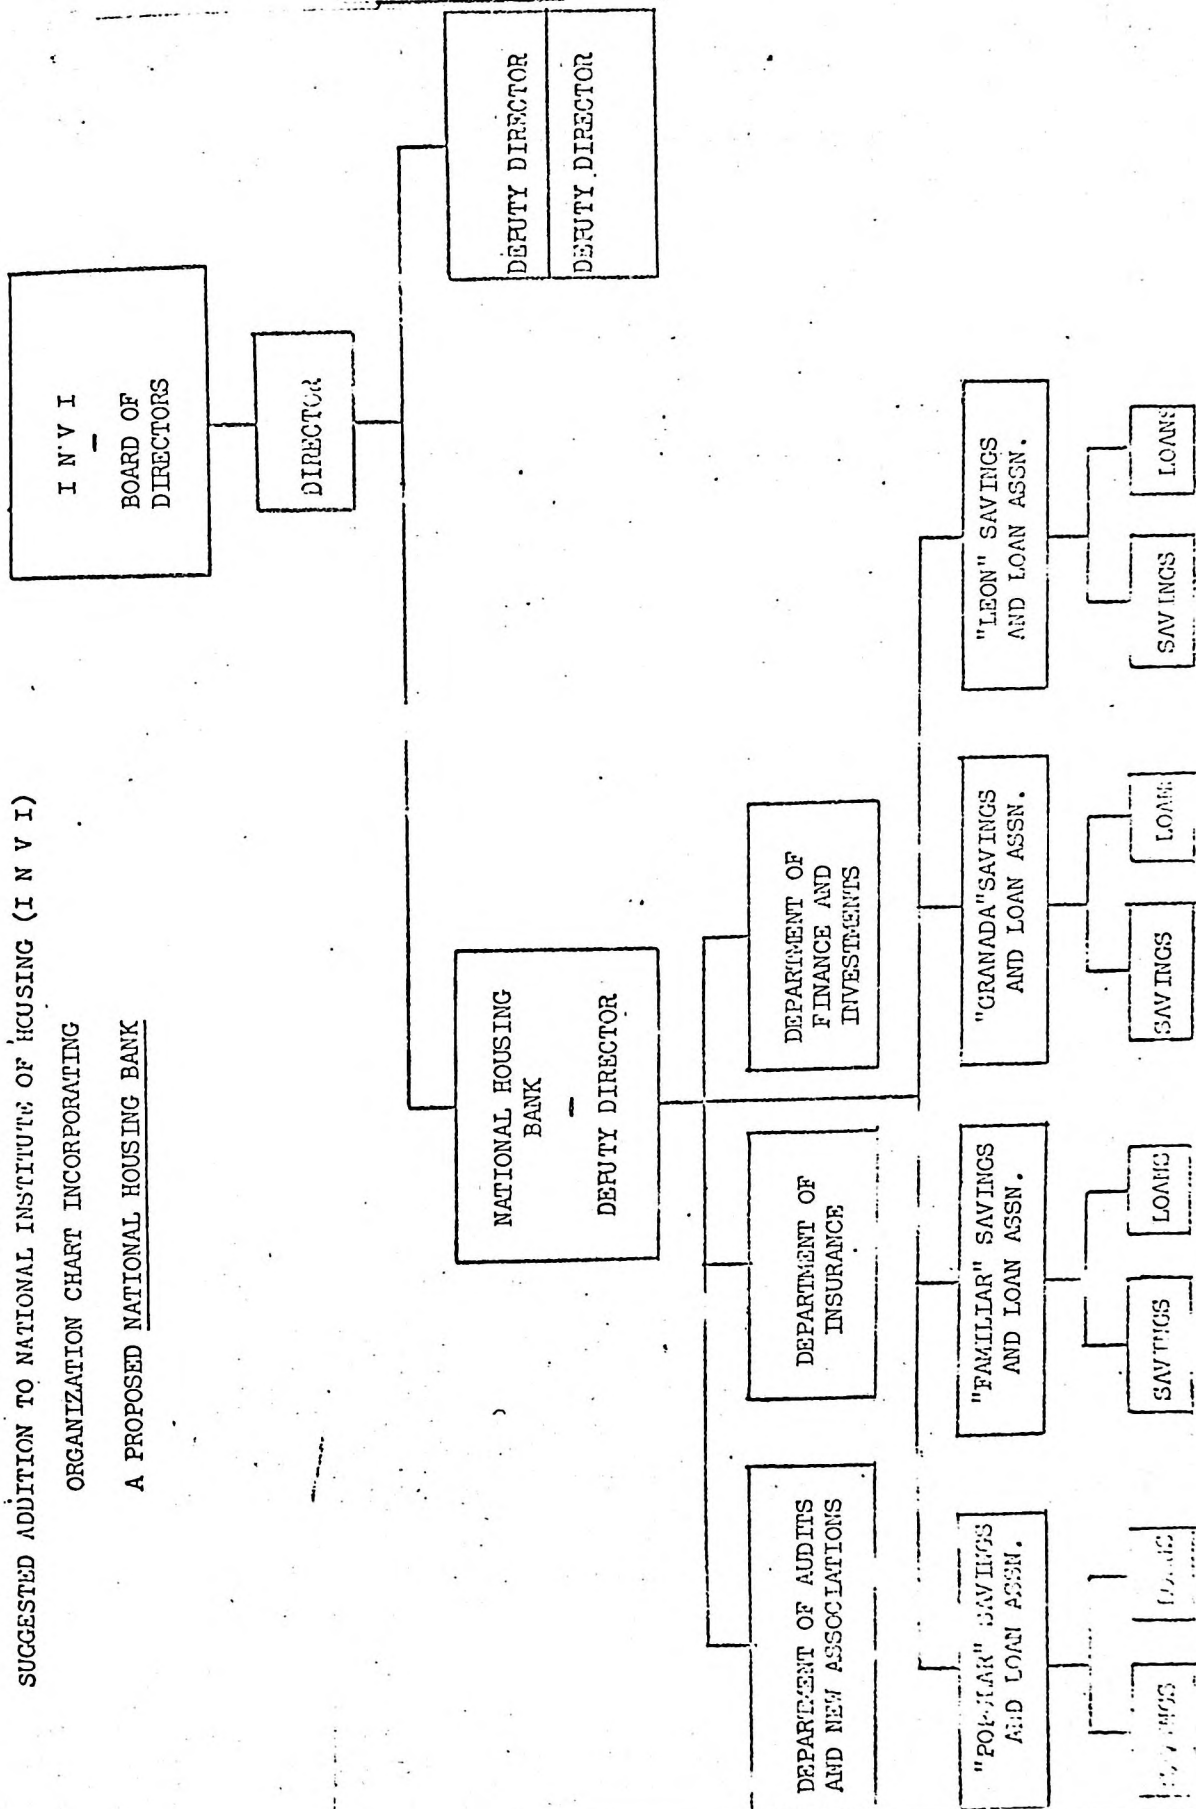 SUGGESTED ADDITION TO NATIONAL INSTITUTE OF HOUSING (I N V I)
ORGANIZATION CHART INCORPORATING
A PROPOSED NATIONAL HOUSING BANK
I N V I
BOARD OF
DIRECTORS
DIRECTOR
NATIONAL HOUSING
BANK
DEPUTY DIRECTOR
DEPUTY DIRECTOR
DEPUTY DIRECTOR
DEPARTMENT OF AUDITS
AND NEW ASSOCIATIONS
DEPARTMENT OF
INSURANCE
DEPARTMENT OF
FINANCE AND
INVESTMENTS
"POPULAR" SAVINGS
AND LOAN ASSN.
"FAMILIAR" SAVINGS
AND LOAN ASSN.
"GRANADA" SAVINGS
AND LOAN ASSN.
"LEON" SAVINGS
AND LOAN ASSN.
SAVINGS
LOANS
SAVINGS
LOANS
SAVINGS
LOANS
SAVINGS
LOANS